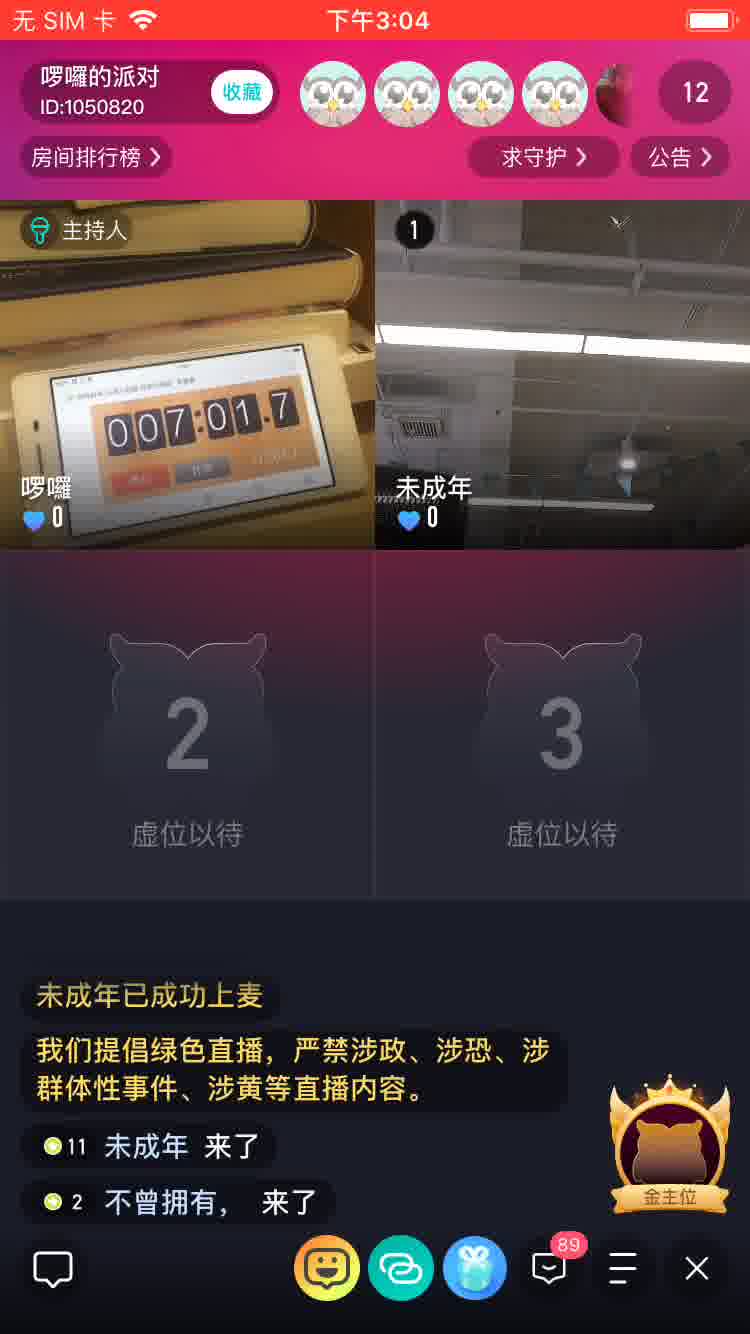 无 SIM 卡
下午3:04
啰囉的派对
ID:1050820
收藏
12
房间排行榜
求守护
公告
主持人
1
007:01.7
啰囉
0
未成年
0
2
虚位以待
3
虚位以待
未成年已成功上麦
我们提倡绿色直播，严禁涉政、涉恐、涉
群体性事件、涉黄等直播内容。
11 未成年 来了
2 不曾拥有， 来了
金主位
89